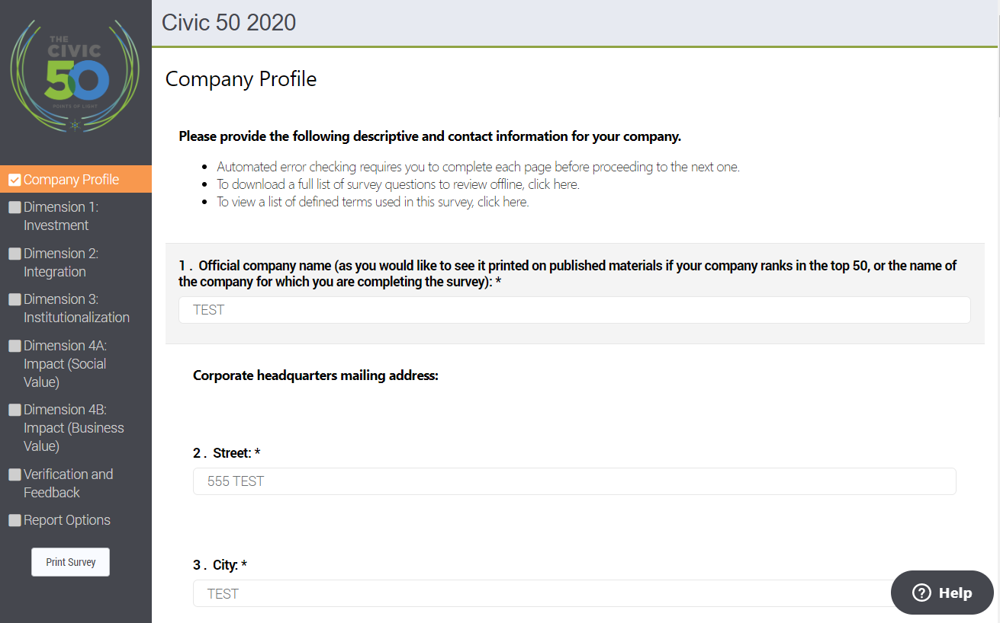 THE
CIVIC
50
POINTS OF LIGHT
Company Profile
Dimension 1:
Investment
Dimension 2:
Integration
Dimension 3:
Institutionalization
Dimension 4A:
Impact (Social
Value)
Dimension 4B:
Impact (Business
Value)
Verification and
Feedback
Report Options
Print Survey
Civic 50 2020
Company Profile
Please provide the following descriptive and contact information for your company.
Automated error checking requires you to complete each page before proceeding to the next one.
To download a full list of survey questions to review offline, click here.
To view a list of defined terms used in this survey, click here.
1 . Official company name (as you would like to see it printed on published materials if your company ranks in the top 50, or the name of
the company for which you are completing the survey): *
TEST
Corporate headquarters mailing address:
2 . Street: *
555 TEST
3 . City: *
TEST
Help